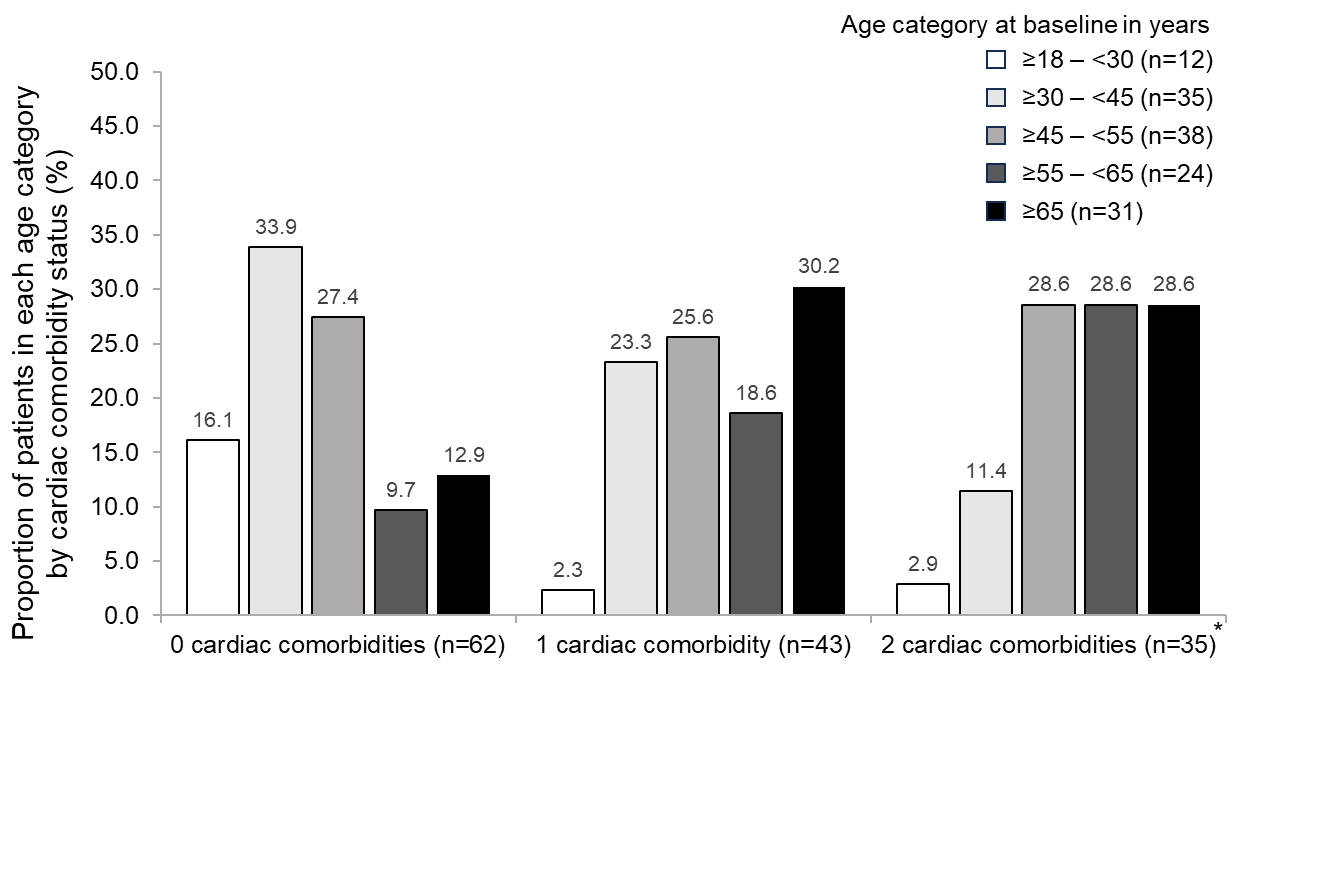 Age category at baseline in years
≥18 – <30 (n=12)
≥30 – <45 (n=35)
≥45 – <55 (n=38)
≥55 – <65 (n=24)
≥65 (n=31)
Proportion of patients in each age category
by cardiac comorbidity status (%)
50.0
45.0
40.0
35.0
30.0
25.0
20.0
15.0
10.0
5.0
0.0
16.1
33.9
27.4
9.7
12.9
2.3
23.3
25.6
18.6
30.2
2.9
11.4
28.6
28.6
28.6
0 cardiac comorbidities (n=62)
1 cardiac comorbidity (n=43)
2 cardiac comorbidities (n=35)*